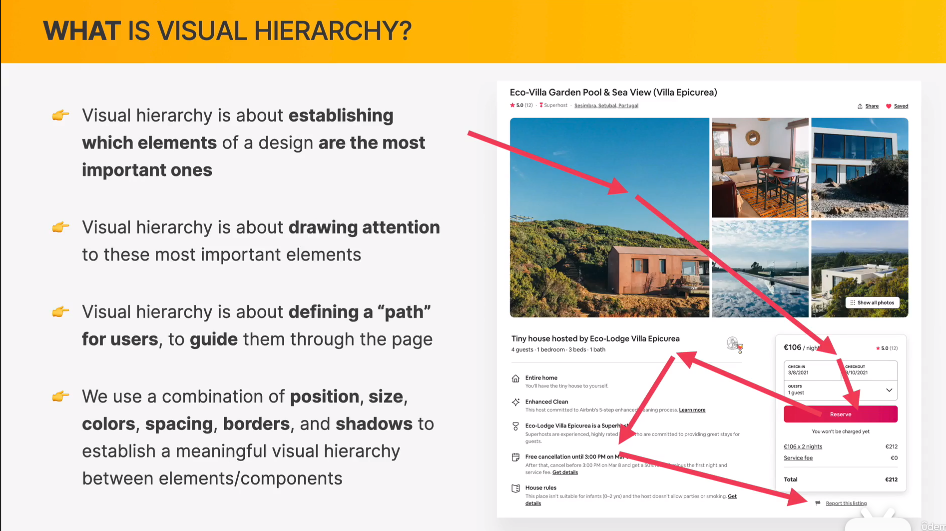 WHAT IS VISUAL HIERARCHY?
Visual hierarchy is about establishing
which elements of a design are the most
important ones
Visual hierarchy is about drawing attention
to these most important elements
Visual hierarchy is about defining a “path”
for users, to guide them through the page
We use a combination of position, size,
colors, spacing, borders, and shadows to
establish a meaningful visual hierarchy
between elements/components
Eco-Villa Garden Pool & Sea View (Villa Epicurea)
5.0 (12) · Superhost · Sesimbra, Setubal, Portugal
Share Saved
Show all photos
Tiny house hosted by Eco-Lodge Villa Epicurea
4 guests · 1 bedroom · 3 beds · 1 bath
Entire home
You'll have the tiny house to yourself.
Enhanced Clean
This host committed to Airbnb's 5-step enhanced cleaning process. Learn more
Eco-Lodge Villa Epicurea is a Superhost
Superhosts are experienced, highly rated who are committed to providing great stays for
guests.
Free cancellation until 3:00 PM on Mar
After that, cancel before 3:00 PM on Mar 8 and get a the first night and
service fee. Get details
House rules
This place isn't suitable for infants (0–2 yrs) and the host doesn't allow parties or smoking. Get
details
€106 / night
5.0 (12)
CHECK-IN CHECKOUT
3/8/2021 /10/2021
GUESTS
1 guest
Reserve
You won't be charged yet
€106 x 2 nights €212
Service fee €0
Total €212
Report this listing